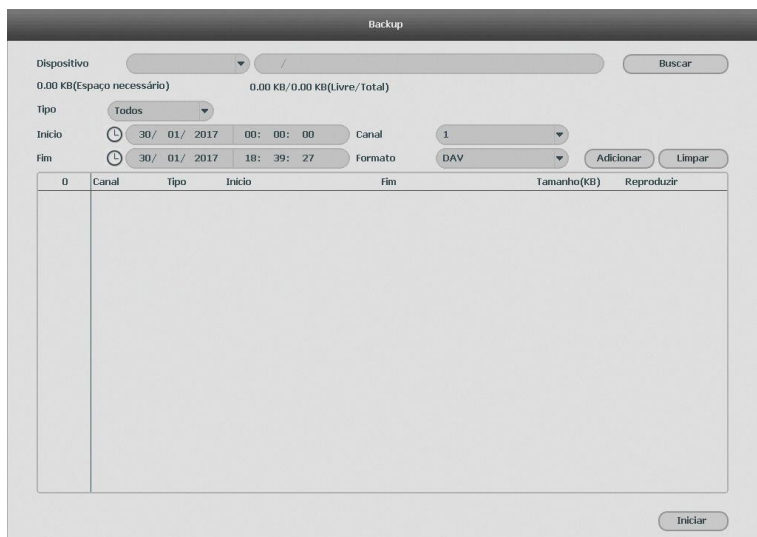 Backup
Dispositivo / Buscar
0.00 KB(Espaço necessário) 0.00 KB/0.00 KB(Livre/Total)
Tipo Todos
Início 30/ 01/ 2017 00: 00: 00 Canal 1
Fim 30/ 01/ 2017 18: 39: 27 Formato DAV Adicionar Limpar
0 Canal Tipo Início Fim Tamanho(KB) Reproduzir
Iniciar